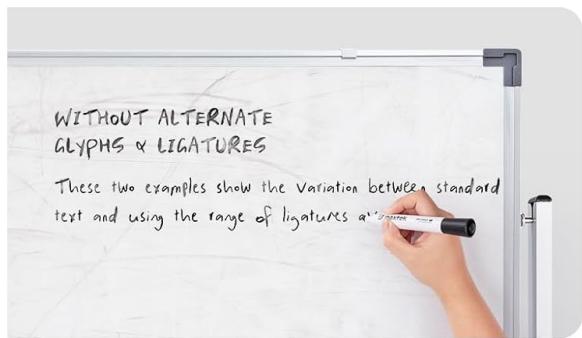 WITHOUT ALTERNATE
GLYPHS & LIGATURES
These two examples show the variation between standard
text and using the range of ligatures